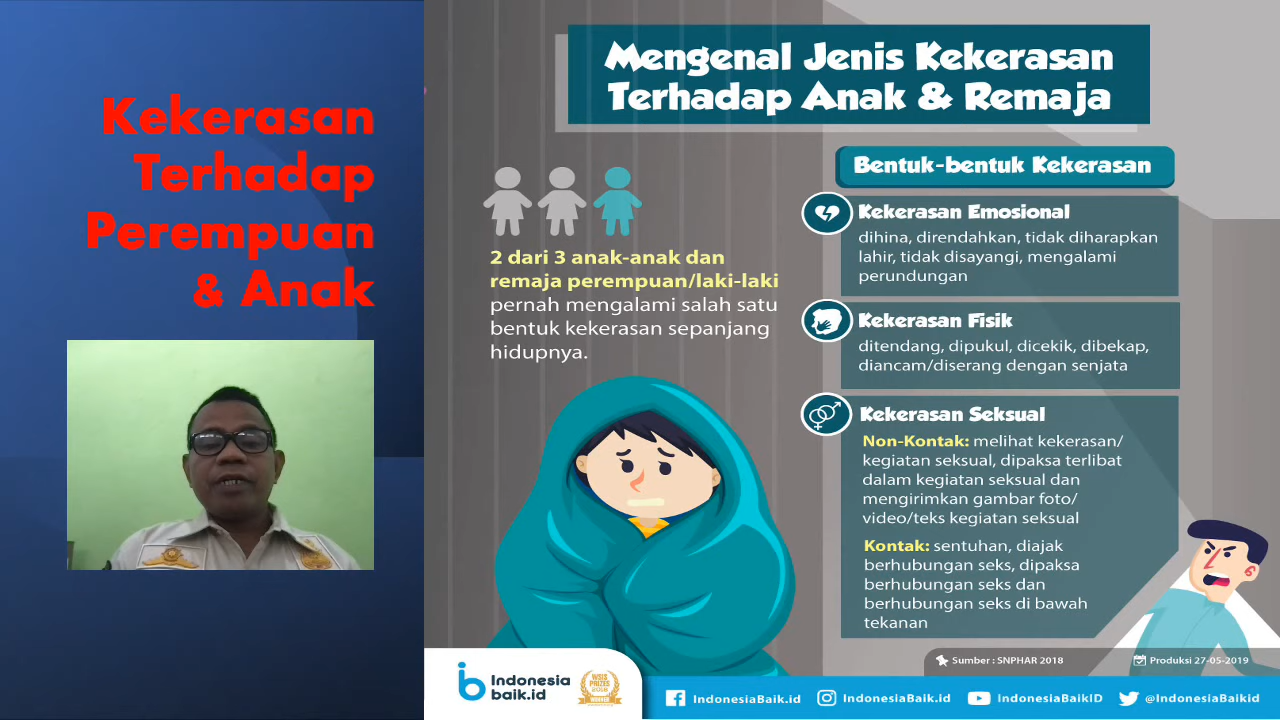 Kekerasan
Terhadap
Perempuan
& Anak
Mengenal Jenis Kekerasan
Terhadap Anak & Remaja
2 dari 3 anak-anak dan
remaja perempuan/laki-laki
pernah mengalami salah satu
bentuk kekerasan sepanjang
hidupnya.
Bentuk-bentuk Kekerasan
Kekerasan Emosional
dihina, direndahkan, tidak diharapkan
lahir, tidak disayangi, mengalami
perundungan
Kekerasan Fisik
ditendang, dipukul, dicekik, dibekap,
diancam/diserang dengan senjata
Kekerasan Seksual
Non-Kontak: melihat kekerasan/
kegiatan seksual, dipaksa terlibat
dalam kegiatan seksual dan
mengirimkan gambar foto/
video/teks kegiatan seksual
Kontak: sentuhan, diajak
berhubungan seks, dipaksa
berhubungan seks dan
berhubungan seks di bawah
tekanan
Sumber : SNPHAR 2018
Produksi 27-05-2019
Indonesia
baik.id
WSIS
PRIZES
2018
IndonesiaBaik.id
IndonesiaBaik.id
IndonesiaBaikID
@IndonesiaBaikid